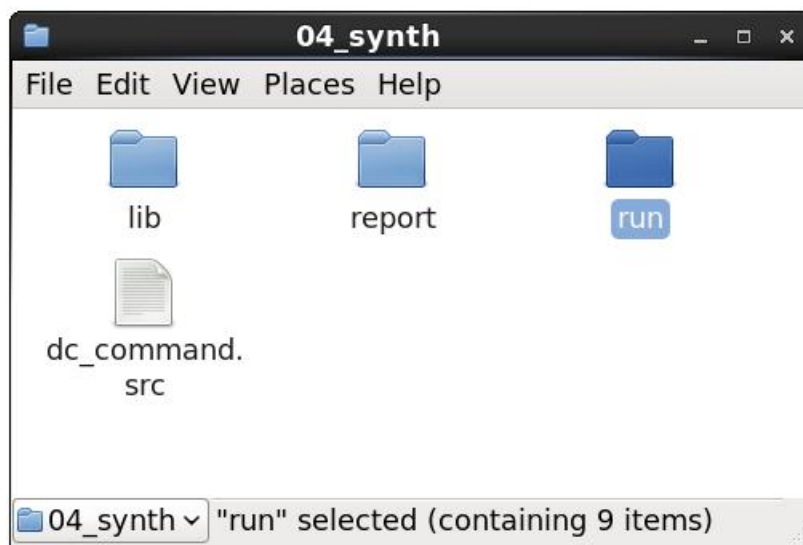 04_synth
File Edit View Places Help
lib report run
dc_command.
src
04_synth "run" selected (containing 9 items)